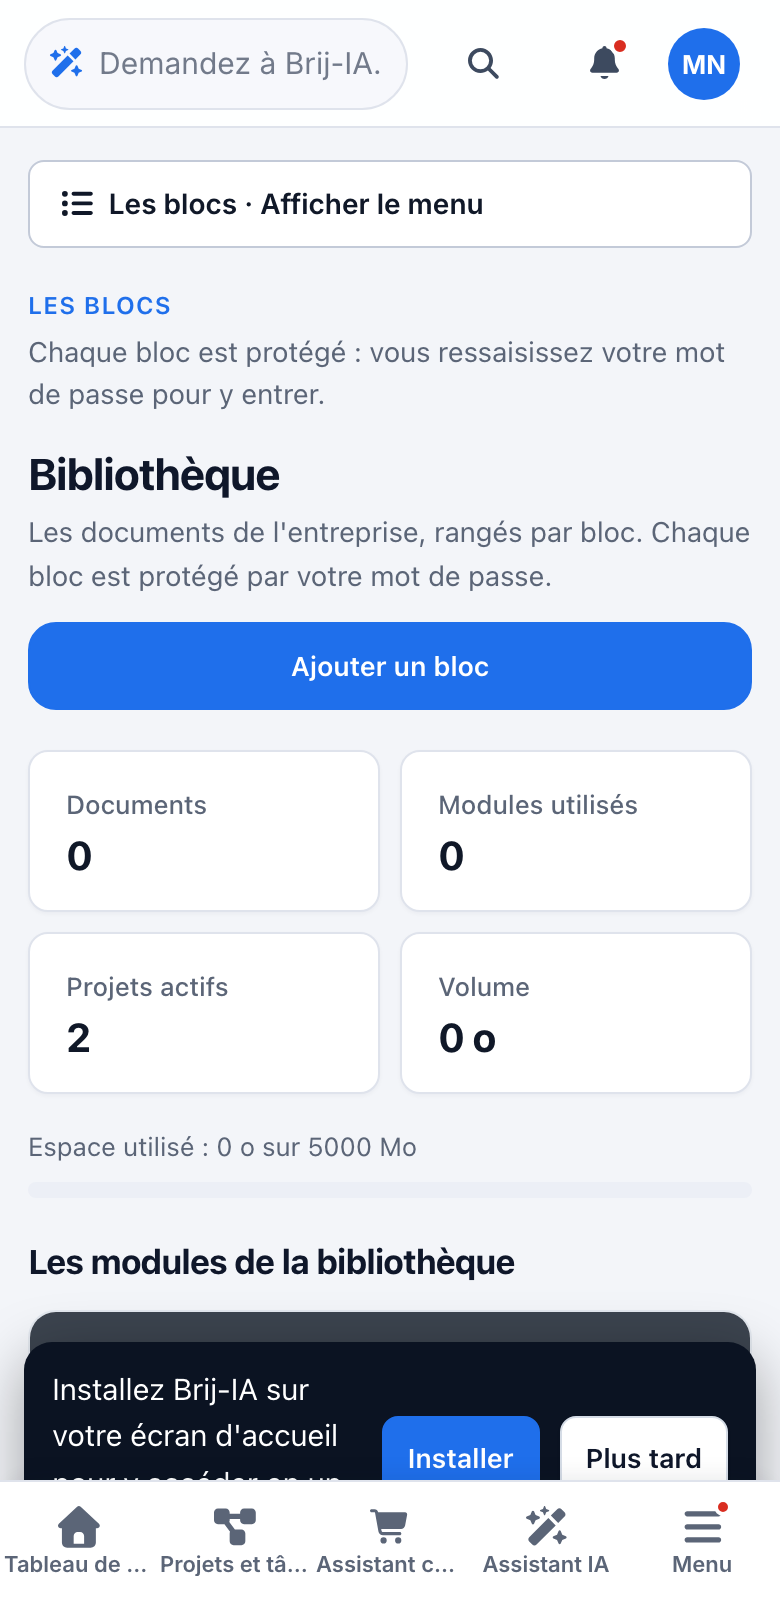 Demandez à Brij-IA.
MN
Les blocs · Afficher le menu
LES BLOCS
Chaque bloc est protégé : vous ressaisissez votre mot
de passe pour y entrer.
Bibliothèque
Les documents de l'entreprise, rangés par bloc. Chaque
bloc est protégé par votre mot de passe.
Ajouter un bloc
Documents
0
Modules utilisés
0
Projets actifs
2
Volume
0 o
Espace utilisé : 0 o sur 5000 Mo
Les modules de la bibliothèque
Installez Brij-IA sur
votre écran d'accueil
pour y accéder en un
Installer
Plus tard
Tableau de ...
Projets et tâ...
Assistant c...
Assistant IA
Menu